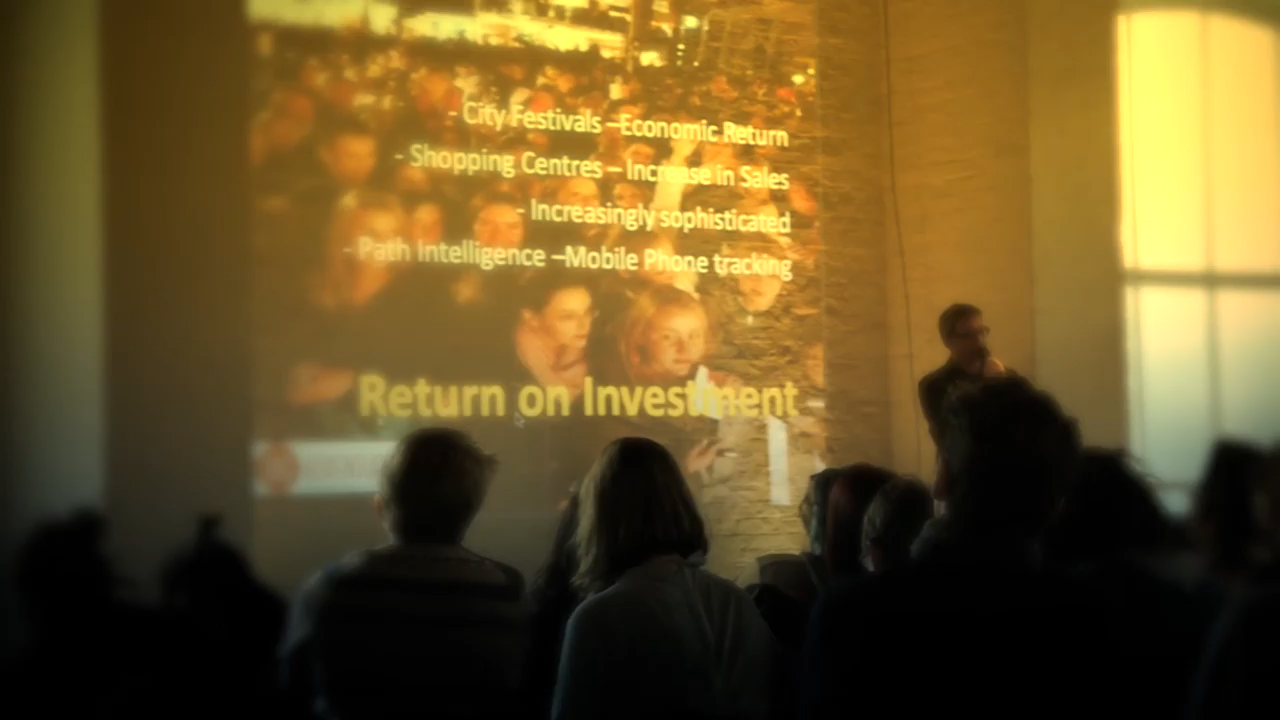 - City Festivals –Economic Return
- Shopping Centres – Increase in Sales
- Increasingly sophisticated
- Path Intelligence –Mobile Phone tracking
Return on Investment